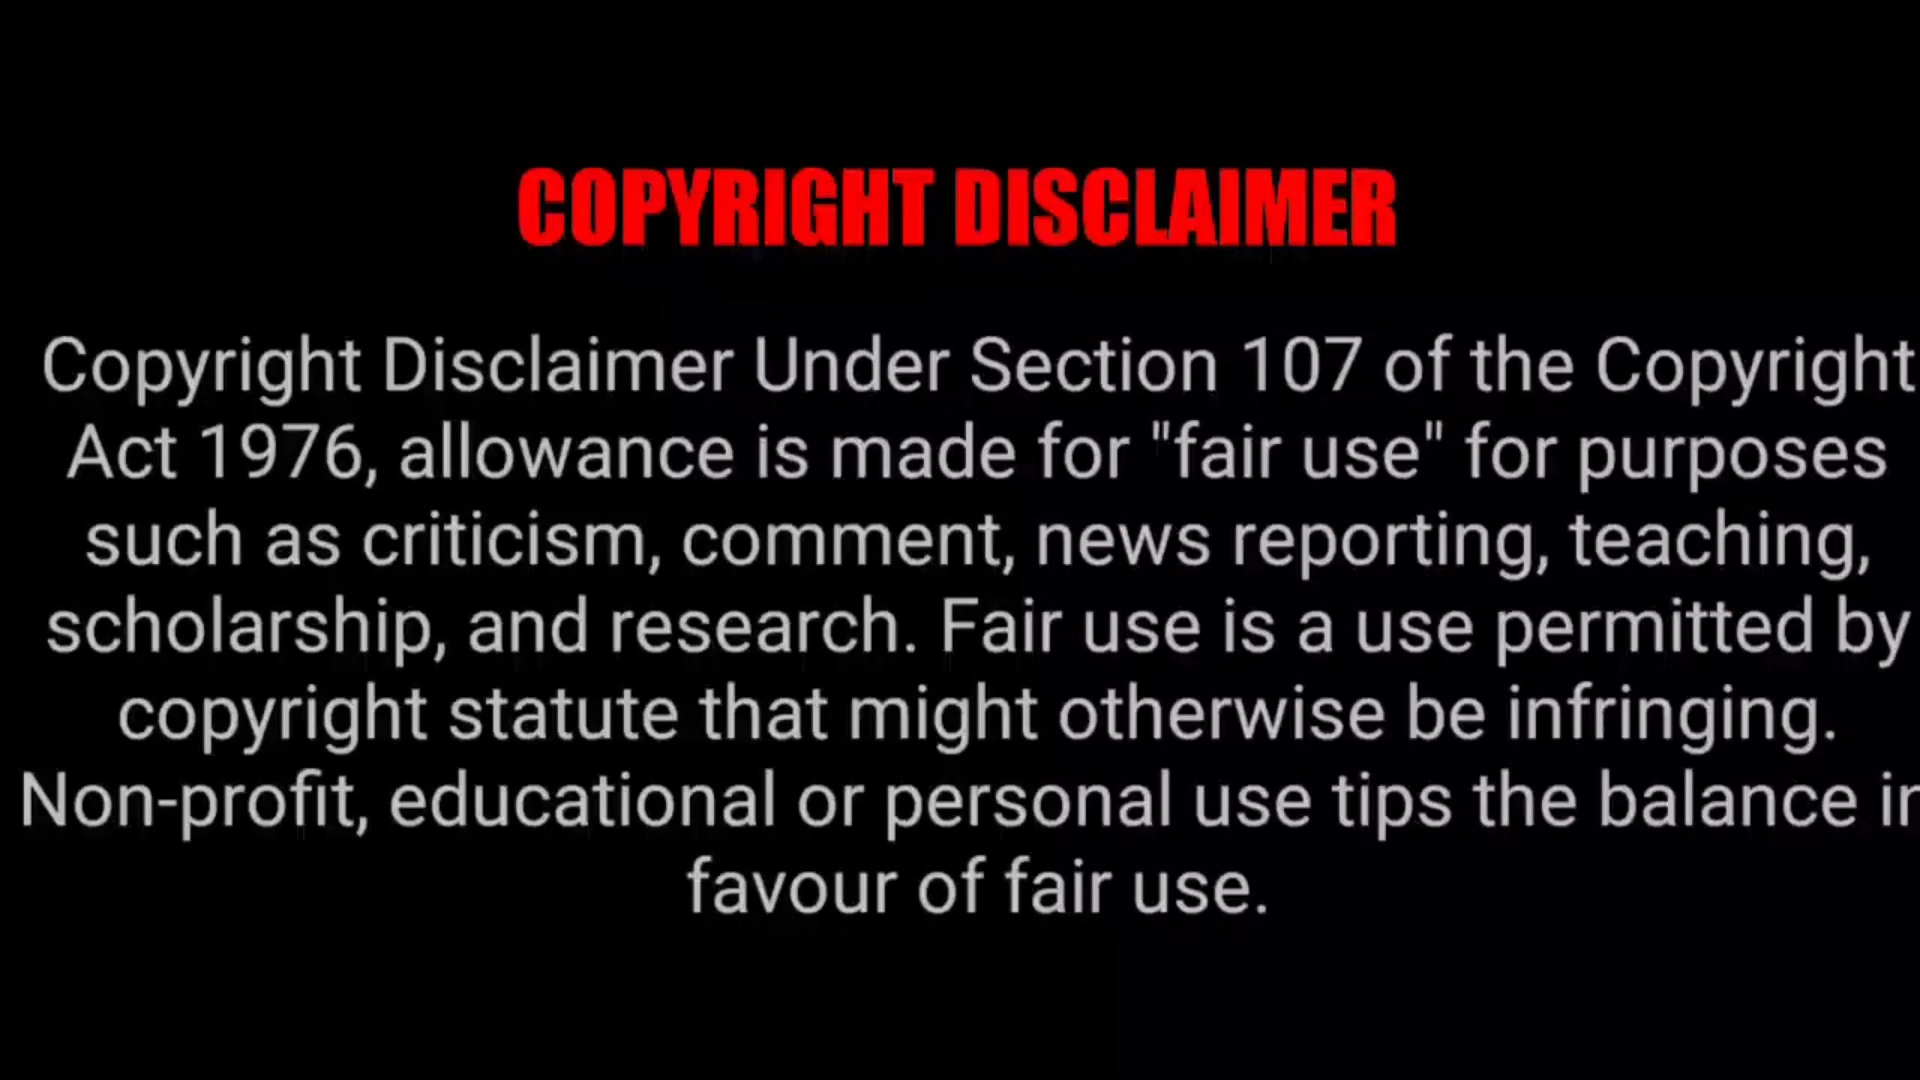 COPYRIGHT DISCLAIMER
Copyright Disclaimer Under Section 107 of the Copyright
Act 1976, allowance is made for "fair use" for purposes
such as criticism, comment, news reporting, teaching,
scholarship, and research. Fair use is a use permitted by
copyright statute that might otherwise be infringing.
Non-profit, educational or personal use tips the balance in
favour of fair use.